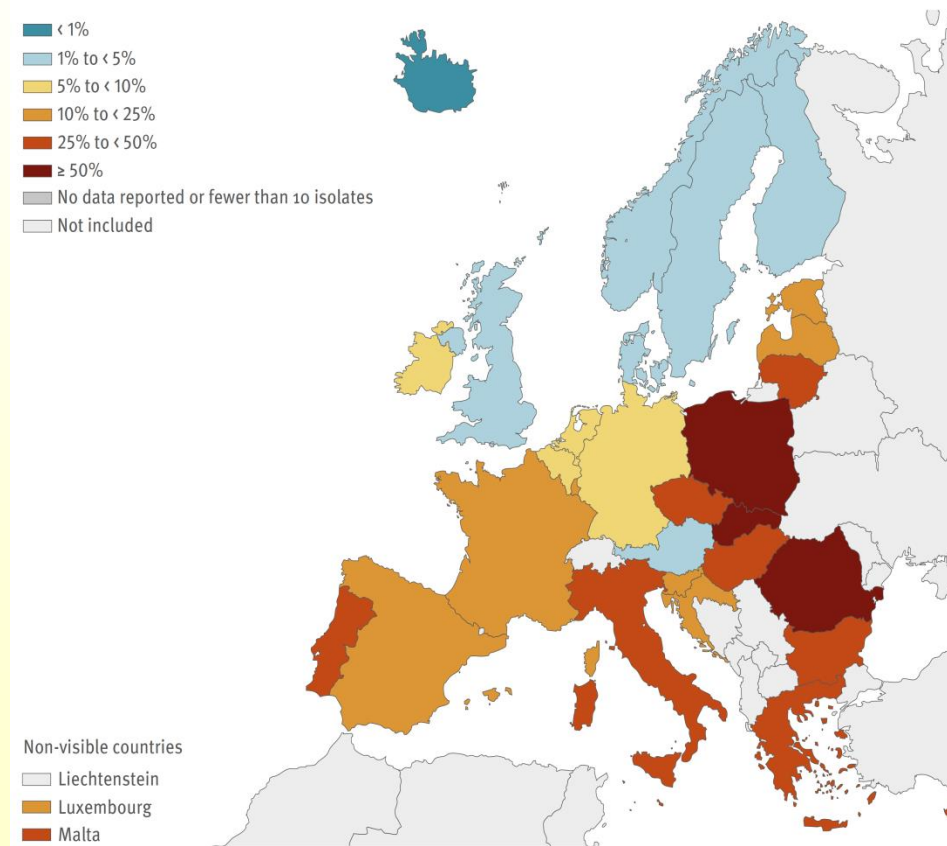 < 1%
1% to < 5%
5% to < 10%
10% to < 25%
25% to < 50%
≥ 50%
No data reported or fewer than 10 isolates
Not included
Non-visible countries
Liechtenstein
Luxembourg
Malta